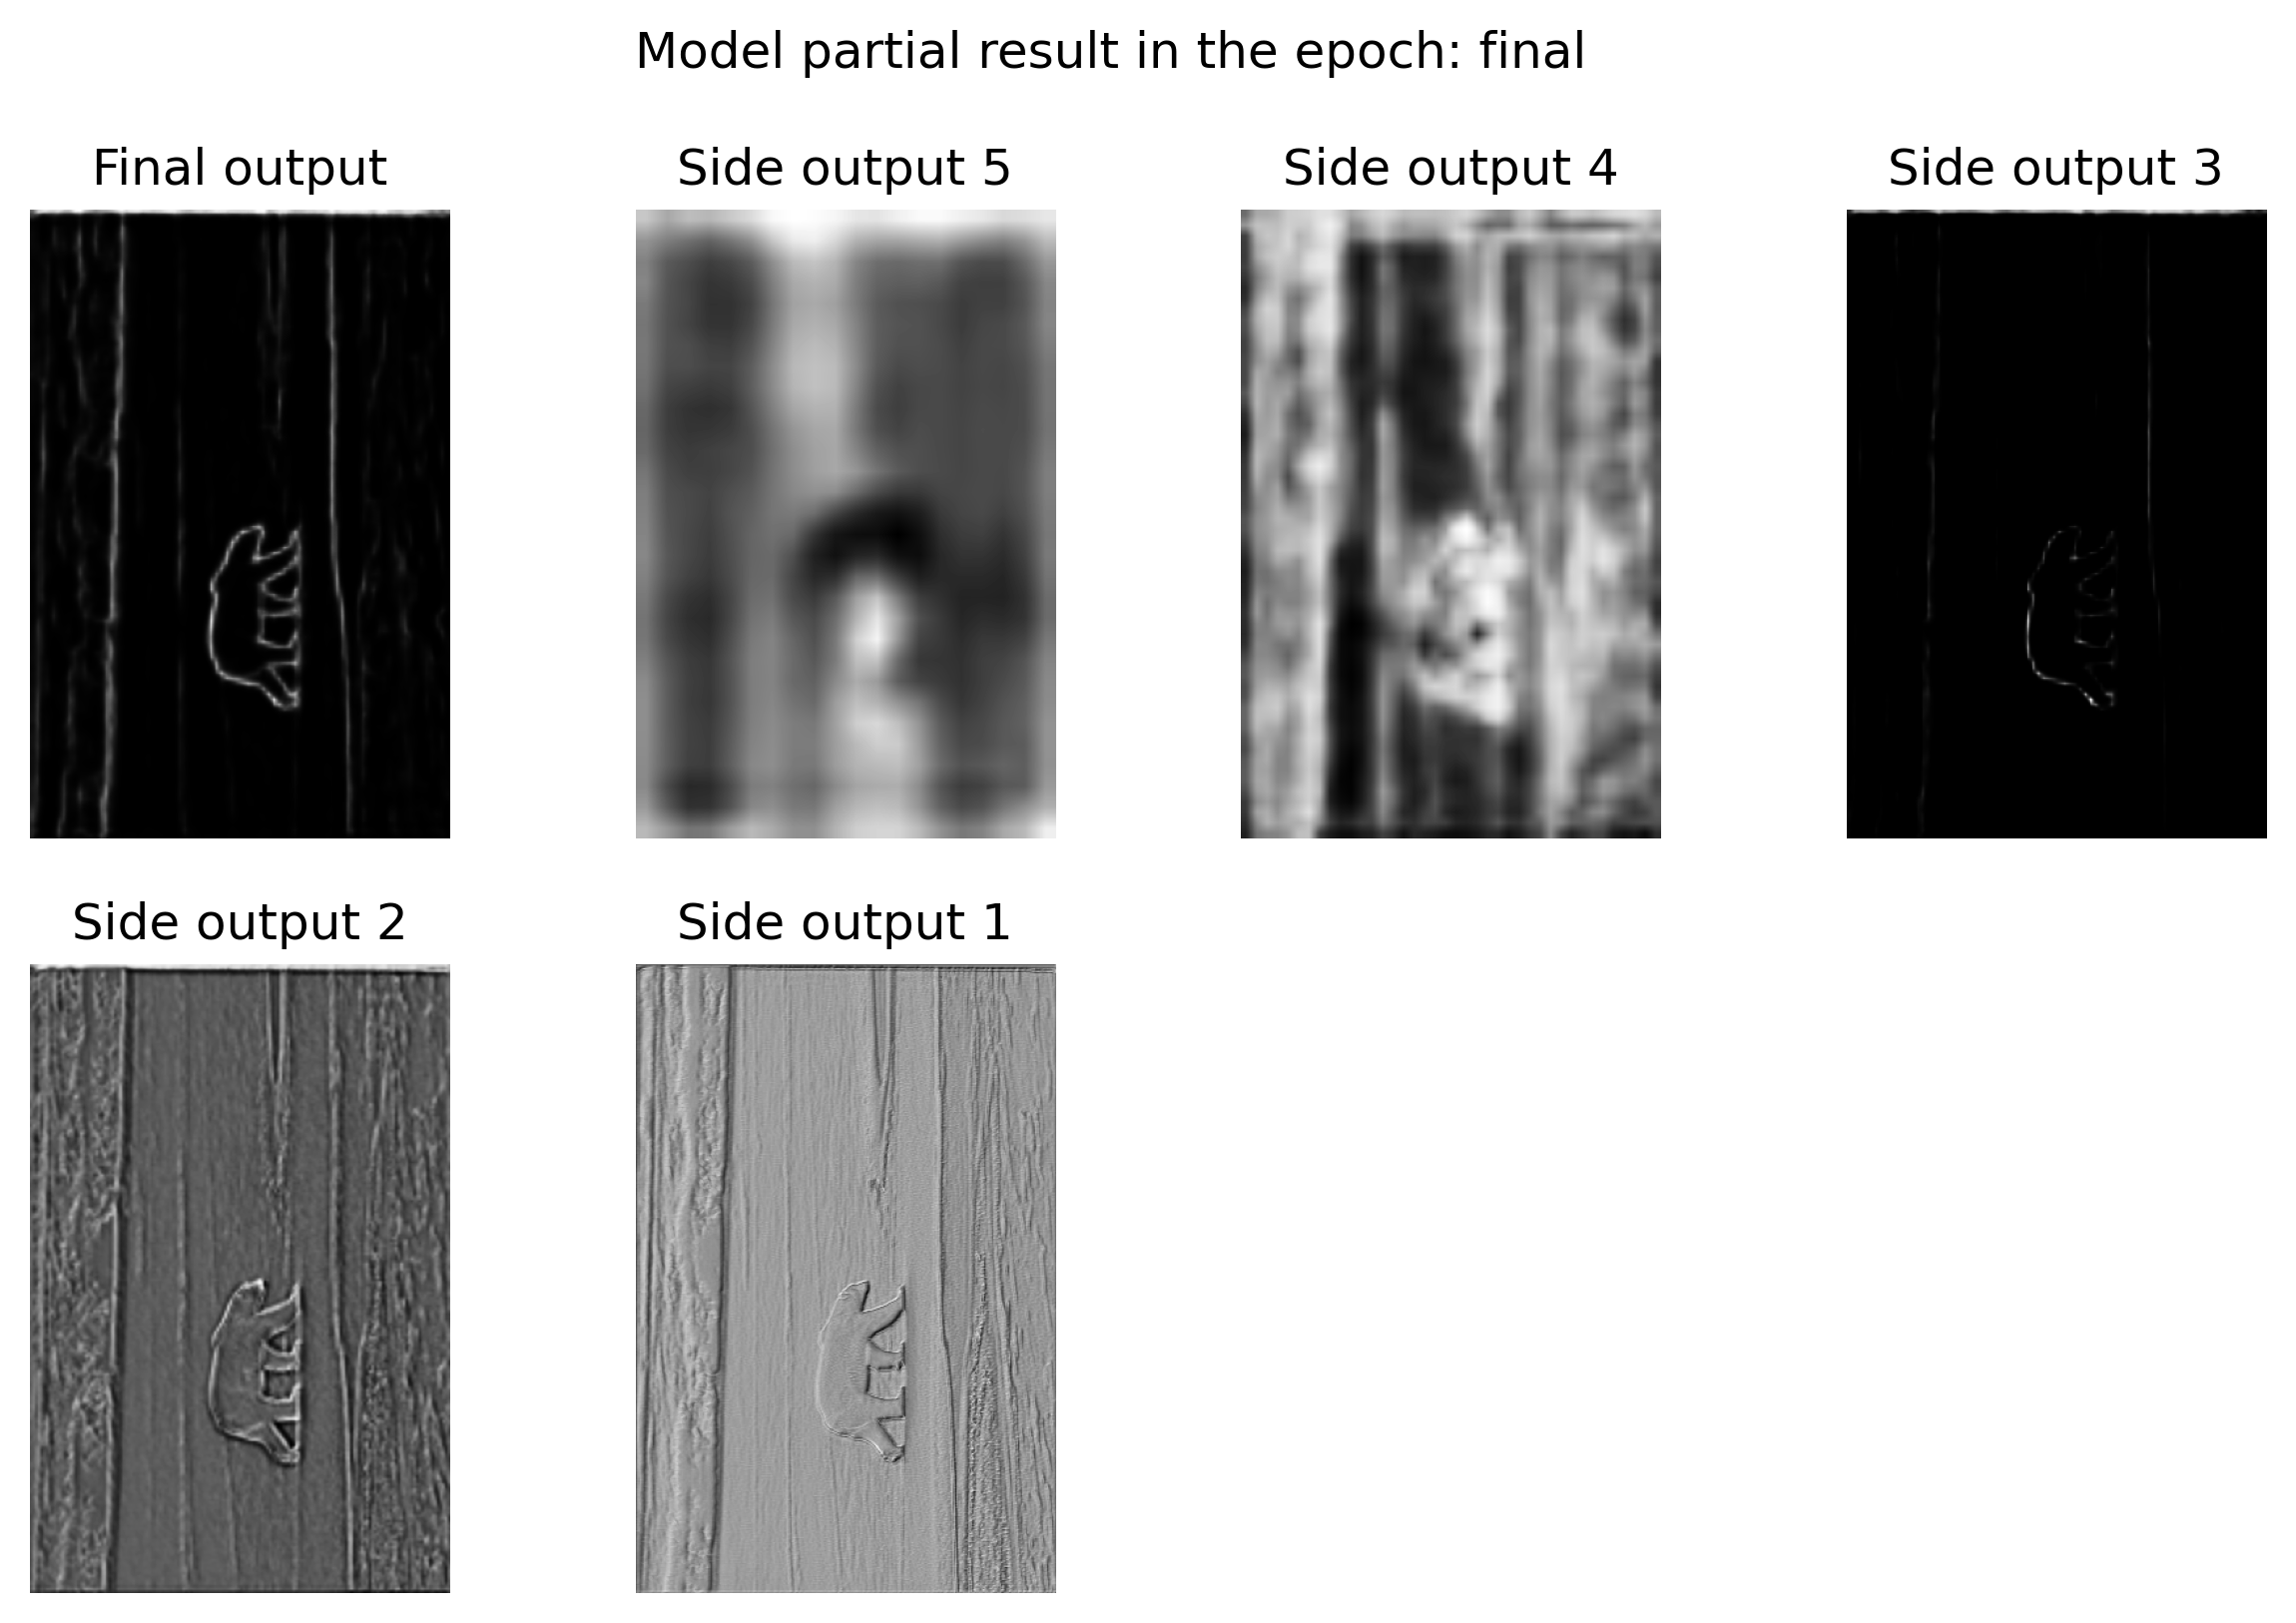 Model partial result in the epoch: final
Final output
Side output 5
Side output 4
Side output 3
Side output 2
Side output 1